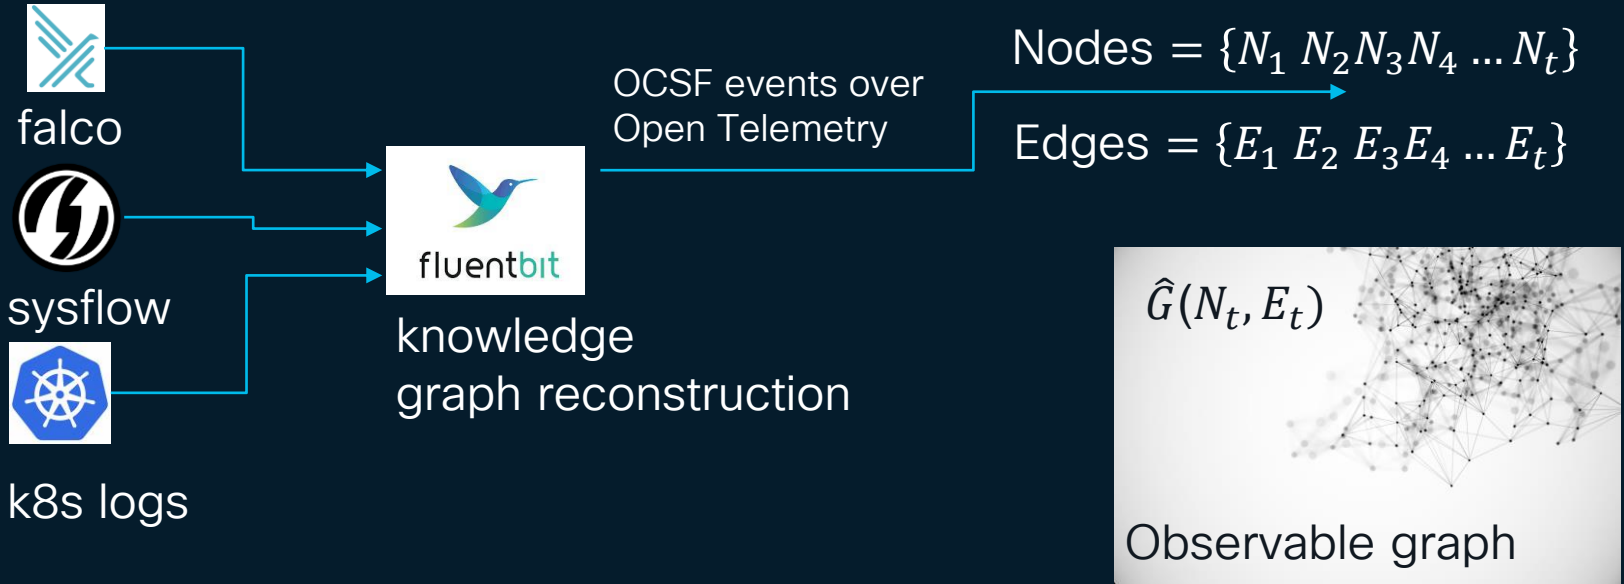 falco
sysflow
k8s logs
fluentbit
knowledge
graph reconstruction
OCSF events over
Open Telemetry
Nodes = {N₁ N₂N₃N₄ … Nₜ}
Edges = {E₁ E₂ E₃E₄ … Eₜ}
Ĝ(Nₜ, Eₜ)
Observable graph